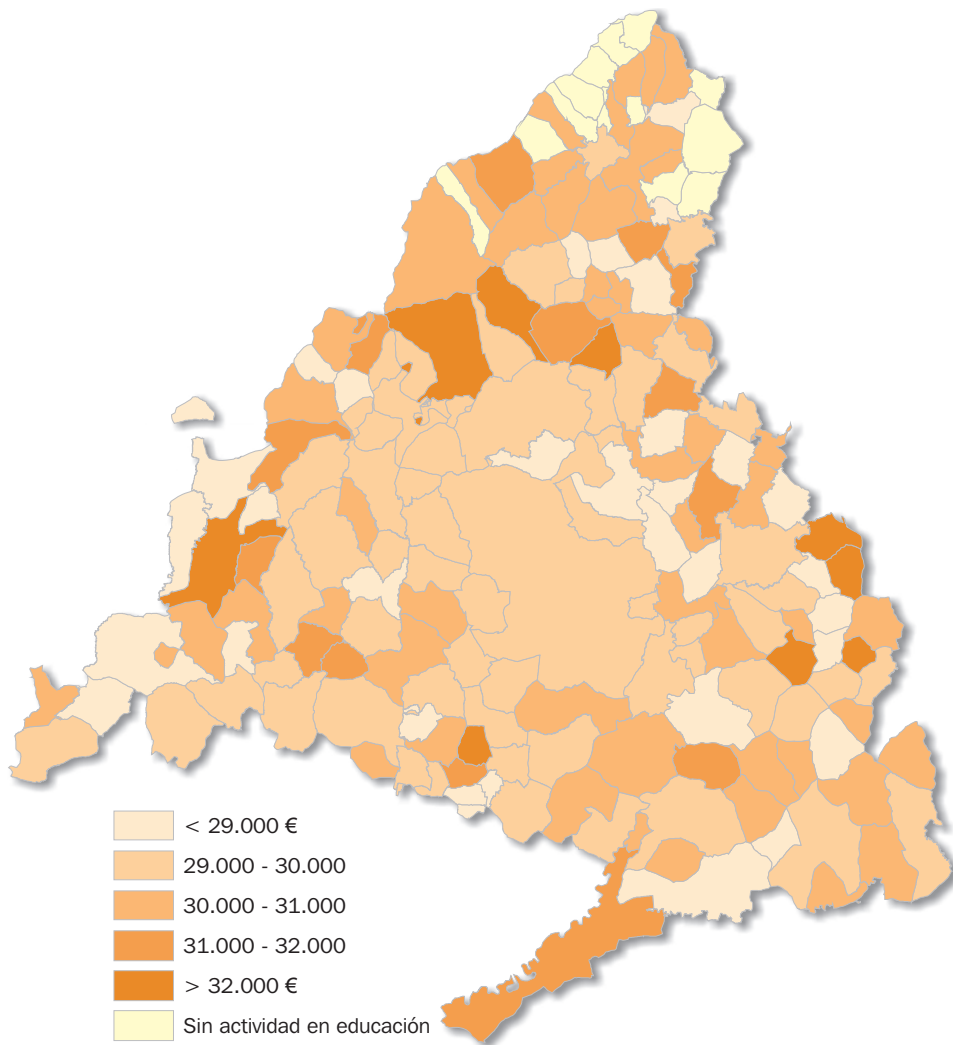 < 29.000 €
29.000 - 30.000
30.000 - 31.000
31.000 - 32.000
> 32.000 €
Sin actividad en educación